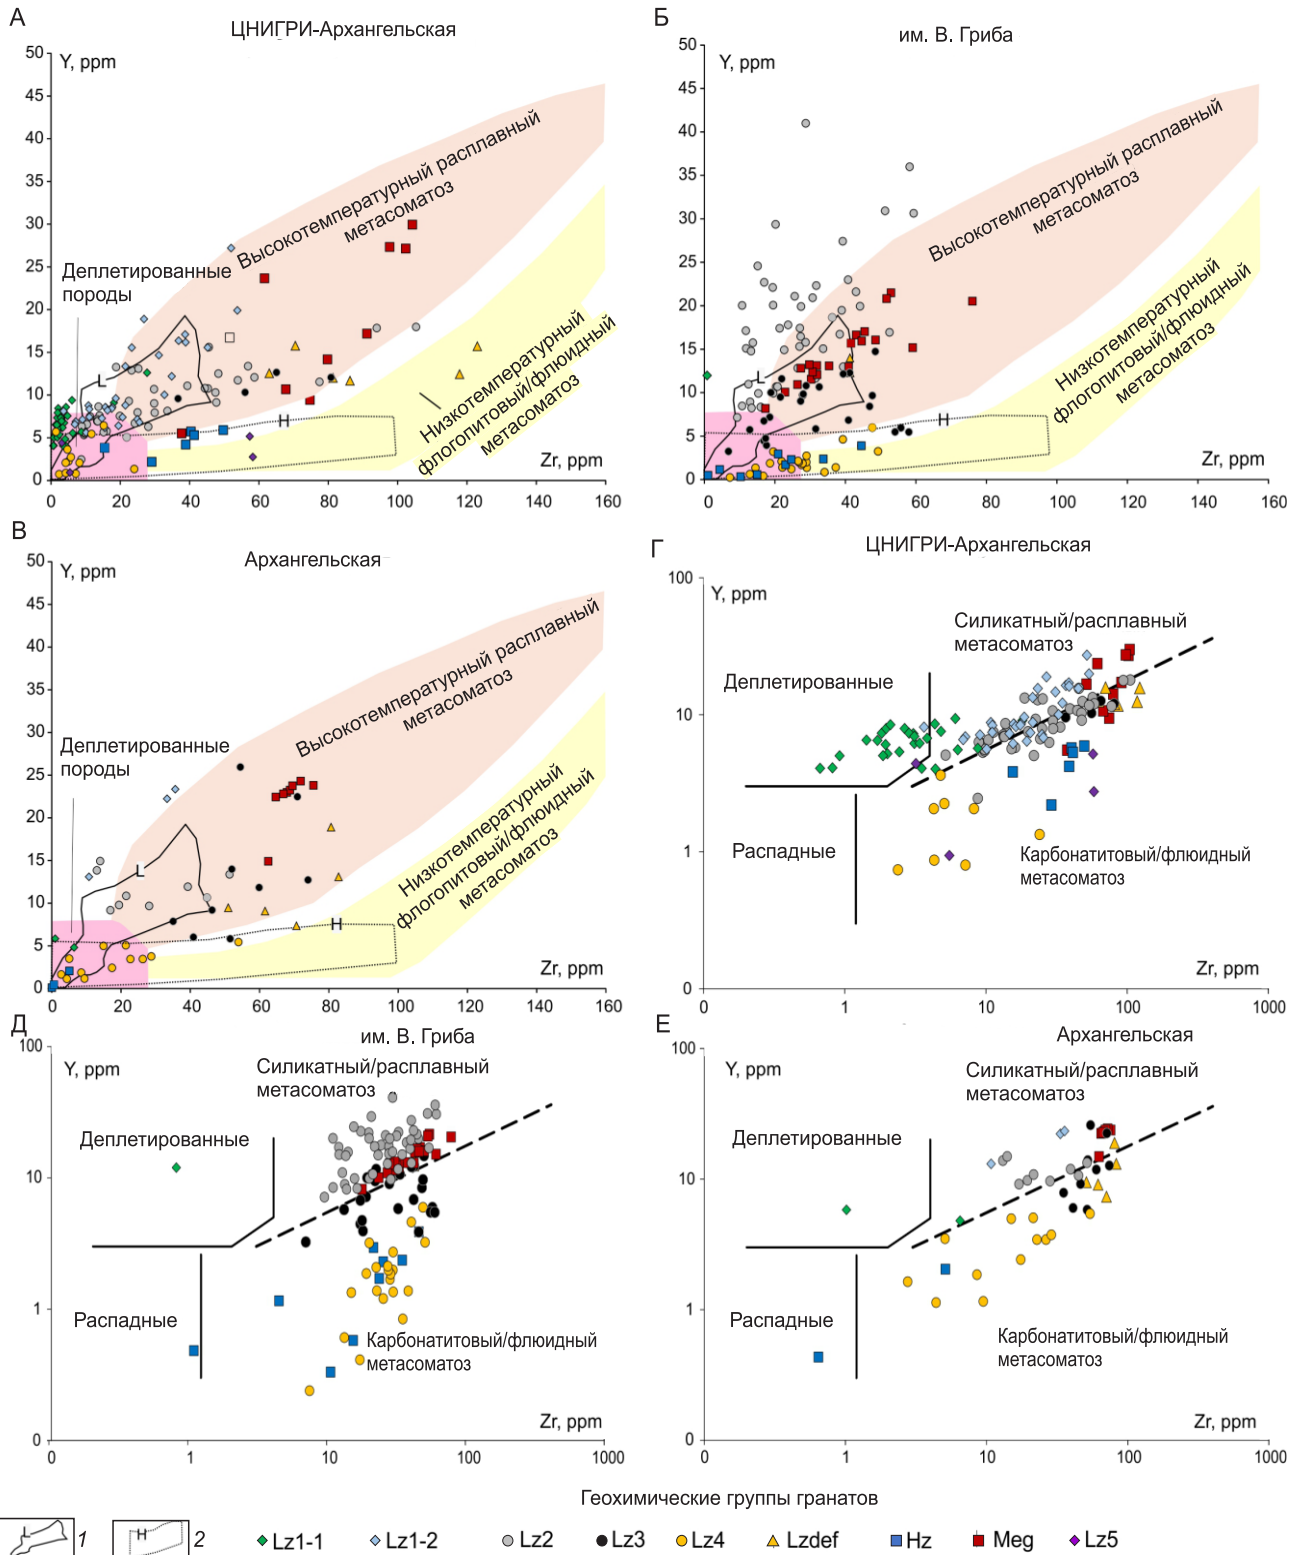 А
ЦНИГРИ-Архангельская
50
Y, ppm
45
40
35
30
25
20
15
10
5
0
Высокотемпературный расплавный
метасоматоз
Деплетированные
породы
L
H
Низкотемпературный
флогопитовый/флюидный
метасоматоз
Zr, ppm
0 20 40 60 80 100 120 140 160
Б
им. В. Гриба
50
Y, ppm
45
40
35
30
25
20
15
10
5
0
Высокотемпературный расплавный
метасоматоз
L
H
Низкотемпературный
флогопитовый/флюидный
метасоматоз
Zr, ppm
0 20 40 60 80 100 120 140 160
В
Архангельская
50
Y, ppm
45
40
35
30
25
20
15
10
5
0
Высокотемпературный расплавный
метасоматоз
Деплетированные
породы
L
H
Низкотемпературный
флогопитовый/флюидный
метасоматоз
Zr, ppm
0 20 40 60 80 100 120 140 160
Г
ЦНИГРИ-Архангельская
100
Y, ppm
Силикатный/расплавный
метасоматоз
Деплетированные
10
Распадные
1
Карбонатитовый/флюидный
метасоматоз
Zr, ppm
0
0 1 10 100 1000
Д
им. В. Гриба
100
Y, ppm
Силикатный/расплавный
метасоматоз
Деплетированные
10
1
Распадные
Карбонатитовый/флюидный
метасоматоз
Zr, ppm
0
0 1 10 100 1000
Е
Архангельская
100
Y, ppm
Силикатный/расплавный
метасоматоз
Деплетированные
10
1
Распадные
Карбонатитовый/флюидный
метасоматоз
Zr, ppm
0
0 1 10 100 1000
Геохимические группы гранатов
L 1 H 2 Lz1-1 Lz1-2 Lz2 Lz3 Lz4 Lzdef Hz Meg Lz5